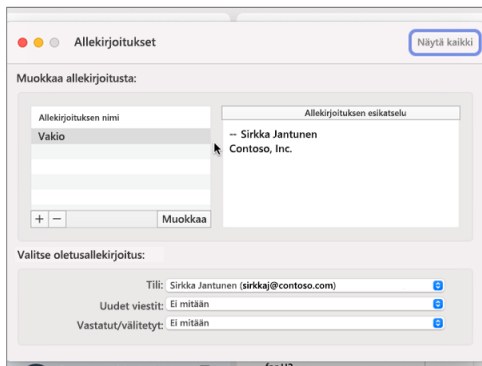 Allekirjoitukset
Näytä kaikki
Muokkaa allekirjoitusta:
Allekirjoituksen nimi
Vakio
+ −
Muokkaa
Allekirjoituksen esikatselu
-- Sirkka Jantunen
Contoso, Inc.
Valitse oletusallekirjoitus:
Tili: Sirkka Jantunen (sirkkaj@contoso.com)
Uudet viestit: Ei mitään
Vastatut/välitetyt: Ei mitään